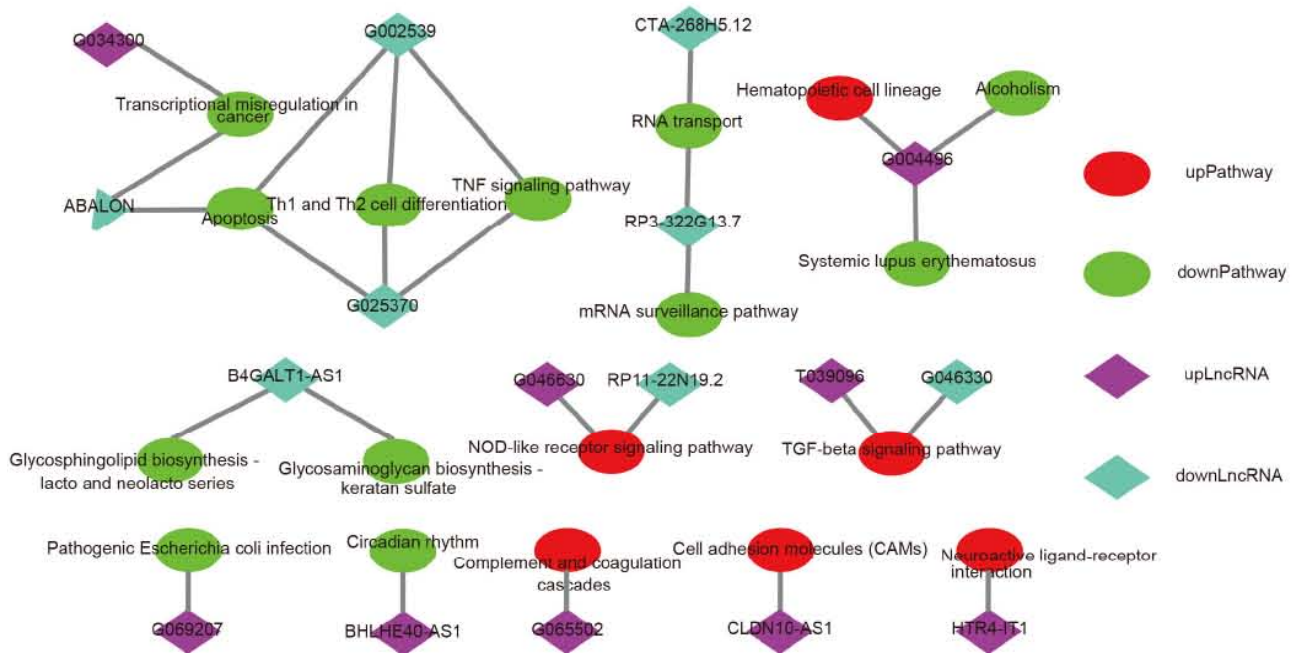 G034300
G002539
CTA-268H5.12
Hematopoietic cell lineage
Alcoholism
Transcriptional misregulation in
cancer
RNA transport
G004496
upPathway
ABALON
Apoptosis
Th1 and Th2 cell differentiation
TNF signaling pathway
RP3-322G13.7
Systemic lupus erythematosus
downPathway
G025370
mRNA surveillance pathway
B4GALT1-AS1
G046630
RP11-22N19.2
T039096
G046330
upLncRNA
Glycosphingolipid biosynthesis -
lacto and neolacto series
Glycosaminoglycan biosynthesis -
keratan sulfate
NOD-like receptor signaling pathway
TGF-beta signaling pathway
downLncRNA
Pathogenic Escherichia coli infection
Circadian rhythm
Complement and coagulation
cascades
Cell adhesion molecules (CAMs)
Neuroactive ligand-receptor
interaction
G069207
BHLHE40-AS1
G065502
CLDN10-AS1
HTR4-IT1